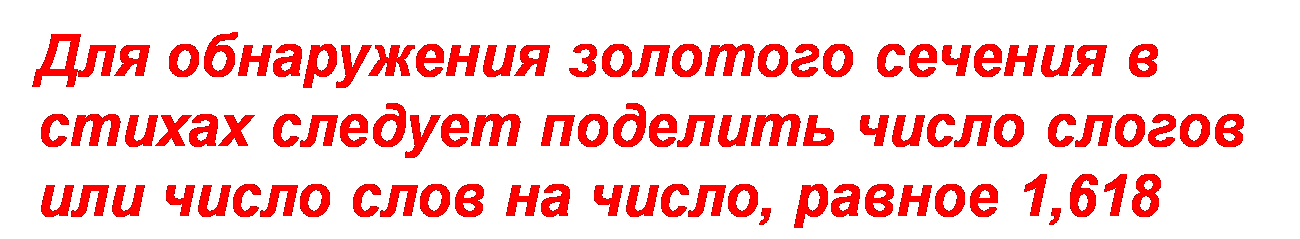 Для обнаружения золотого сечения в
стихах следует поделить число слогов
или число слов на число, равное 1,618